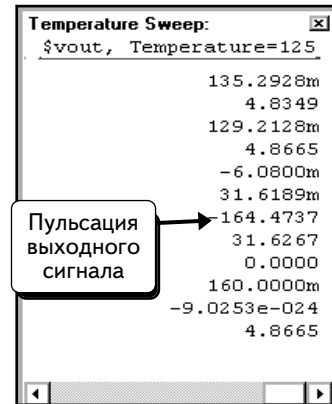 Temperature Sweep:
$vout, Temperature=125
135.2928m
4.8349
129.2128m
4.8665
-6.0800m
31.6189m
-164.4737
31.6267
0.0000
160.0000m
-9.0253e-024
4.8665
Пульсация
выходного
сигнала